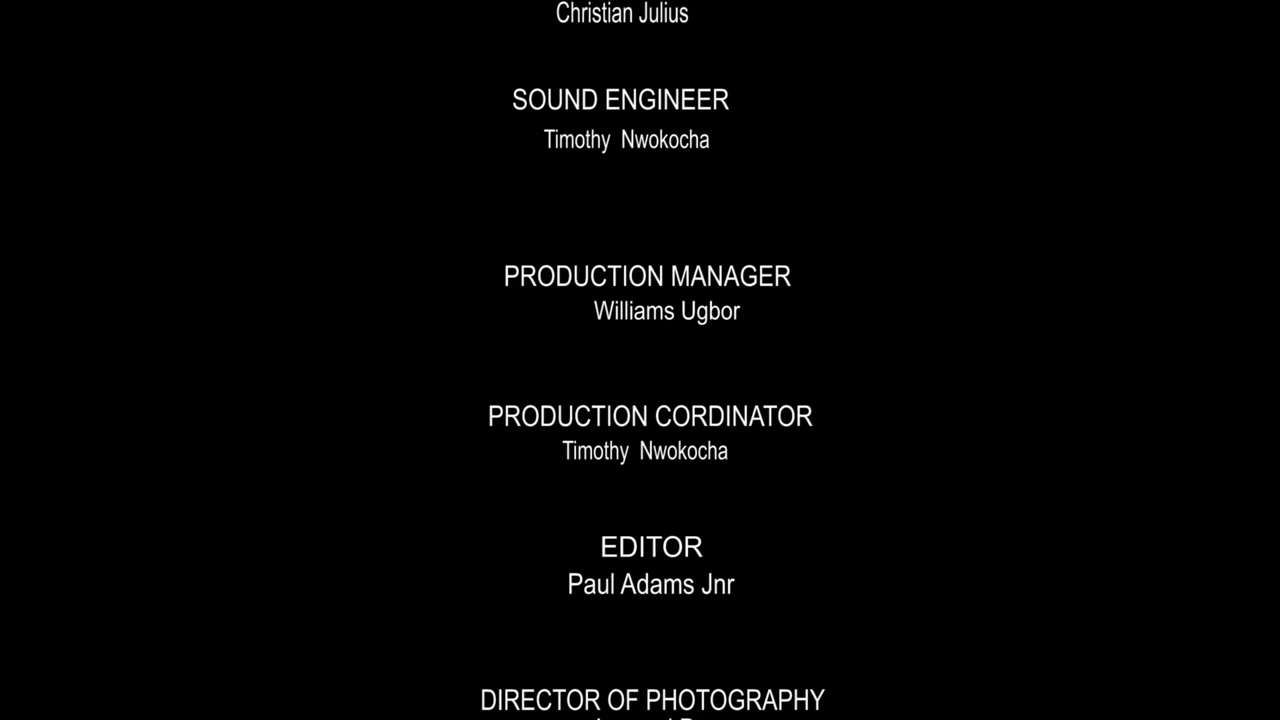 Christian Julius
SOUND ENGINEER
Timothy Nwokocha
PRODUCTION MANAGER
Williams Ugbor
PRODUCTION CORDINATOR
Timothy Nwokocha
EDITOR
Paul Adams Jnr
DIRECTOR OF PHOTOGRAPHY